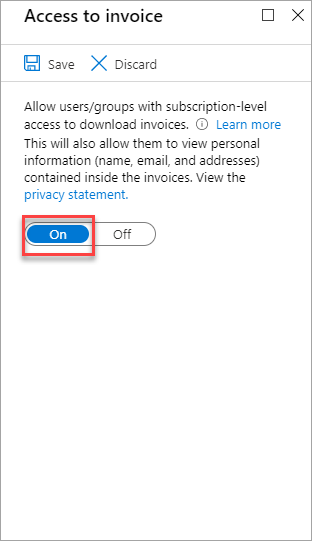 Access to invoice
Save Discard
Allow users/groups with subscription-level
access to download invoices. Learn more
This will also allow them to view personal
information (name, email, and addresses)
contained inside the invoices. View the
privacy statement.
On Off